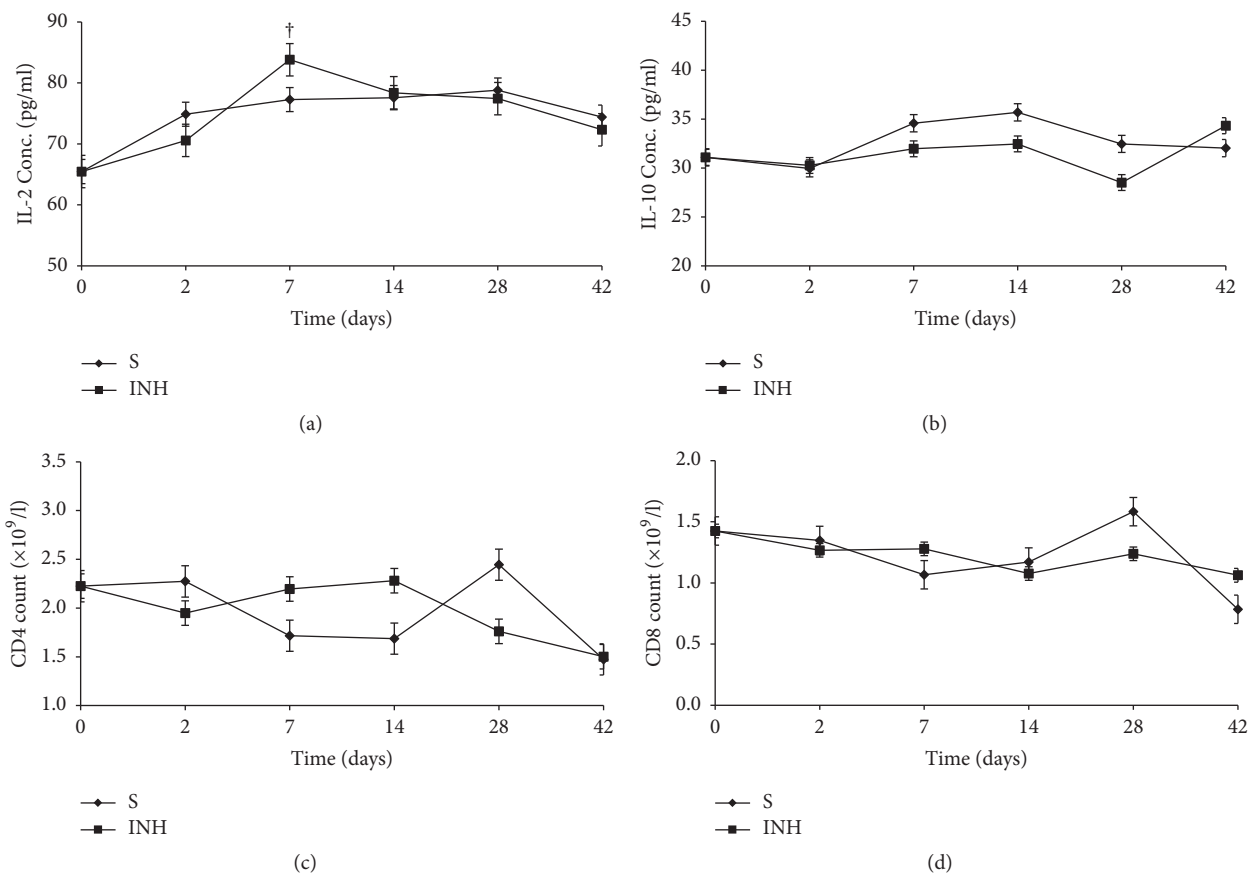 90
80
70
60
50
†
IL-2 Conc. (pg/ml)
0 2 7 14 28 42
Time (days)
S
INH
(a)
45
40
35
30
25
20
IL-10 Conc. (pg/ml)
0 2 7 14 28 42
Time (days)
S
INH
(b)
3.5
3.0
2.5
2.0
1.5
1.0
CD4 count (×10⁹/l)
0 2 7 14 28 42
Time (days)
S
INH
(c)
2.0
1.5
1.0
0.5
0.0
CD8 count (×10⁹/l)
0 2 7 14 28 42
Time (days)
S
INH
(d)